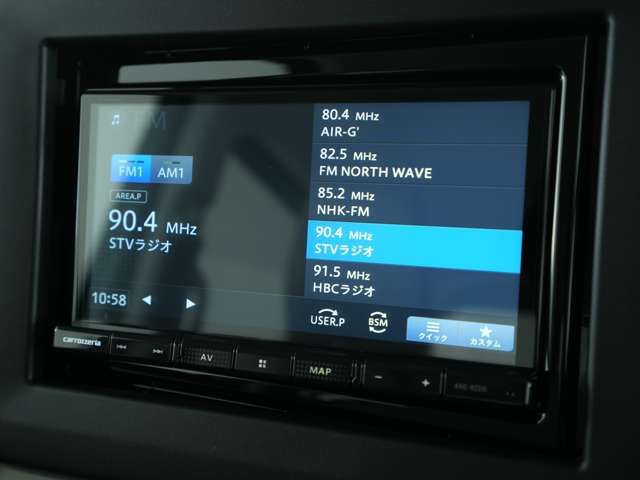 FM
FM1 AM1
AREA.P
90.4 MHz
STVラジオ
10:58
80.4 MHz
AIR-G'
82.5 MHz
FM NORTH WAVE
85.2 MHz
NHK-FM
90.4 MHz
STVラジオ
91.5 MHz
HBCラジオ
USER.P
BSM
クイック
カスタム
carrozzeria
AV
MAP